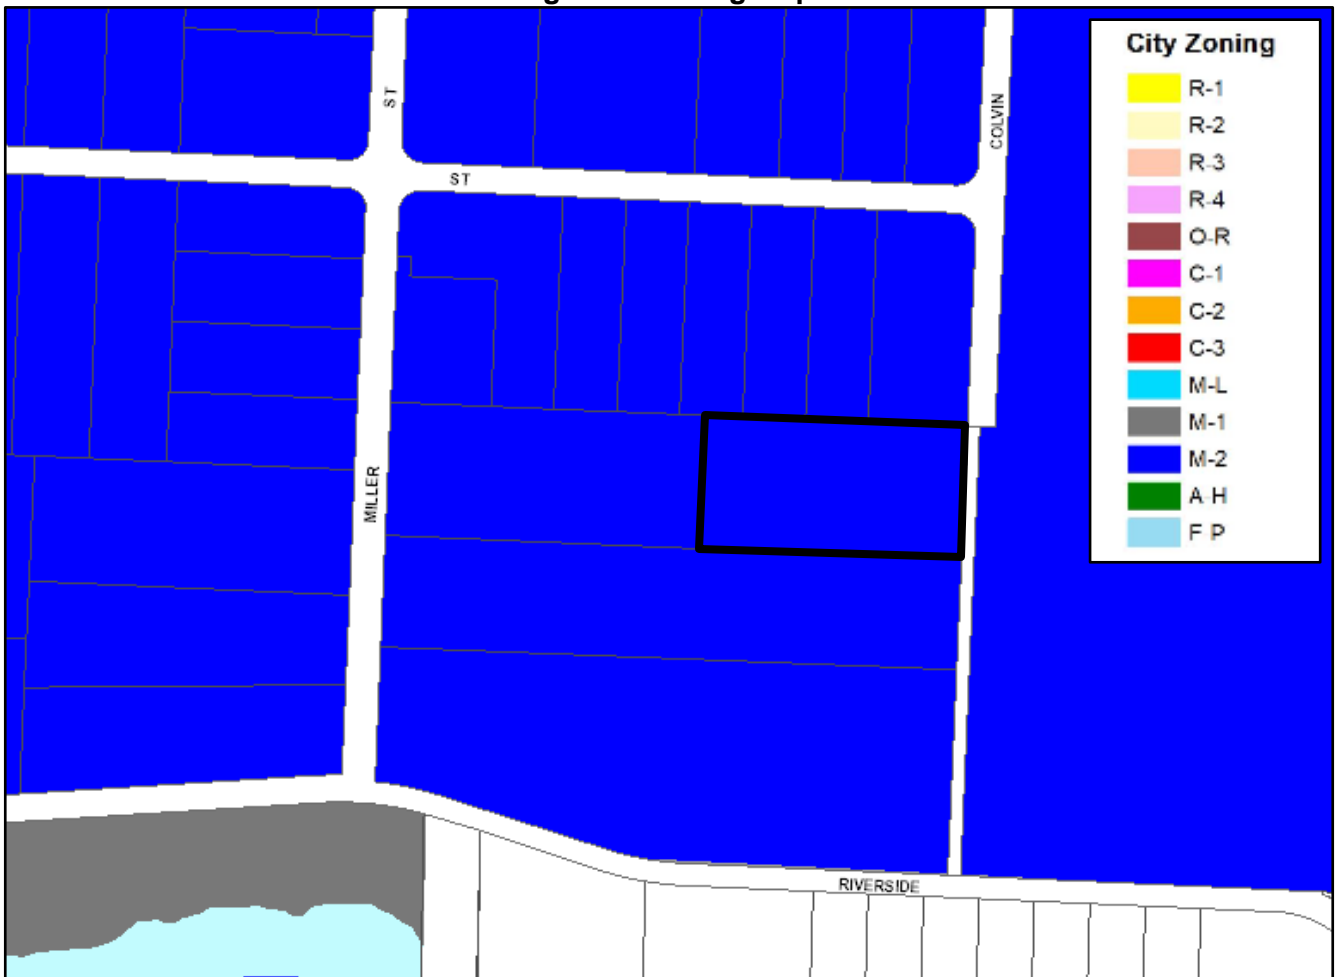 City Zoning
R-1
R-2
R-3
R-4
O-R
C-1
C-2
C-3
M-L
M-1
M-2
A-H
F-P
ST
COLVIN
ST
MILLER
RIVERSIDE